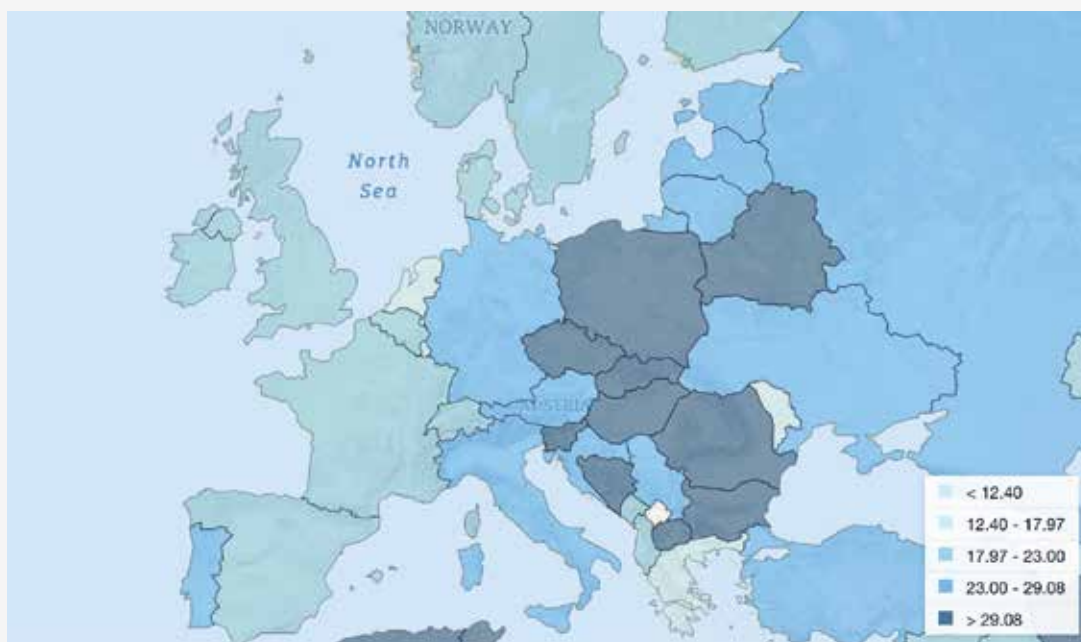 NORWAY
North
Sea
AUSTRIA
< 12.40
12.40 - 17.97
17.97 - 23.00
23.00 - 29.08
> 29.08